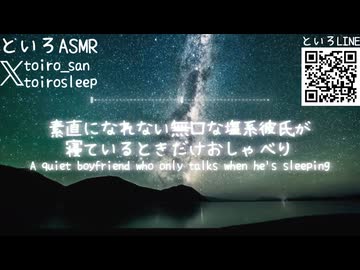 といろASMR
toiro_san
toirosleep
といろLINE
素直になれない無口な塩系彼氏が
寝ているときだけおしゃべり
A quiet boyfriend who only talks when he's sleeping